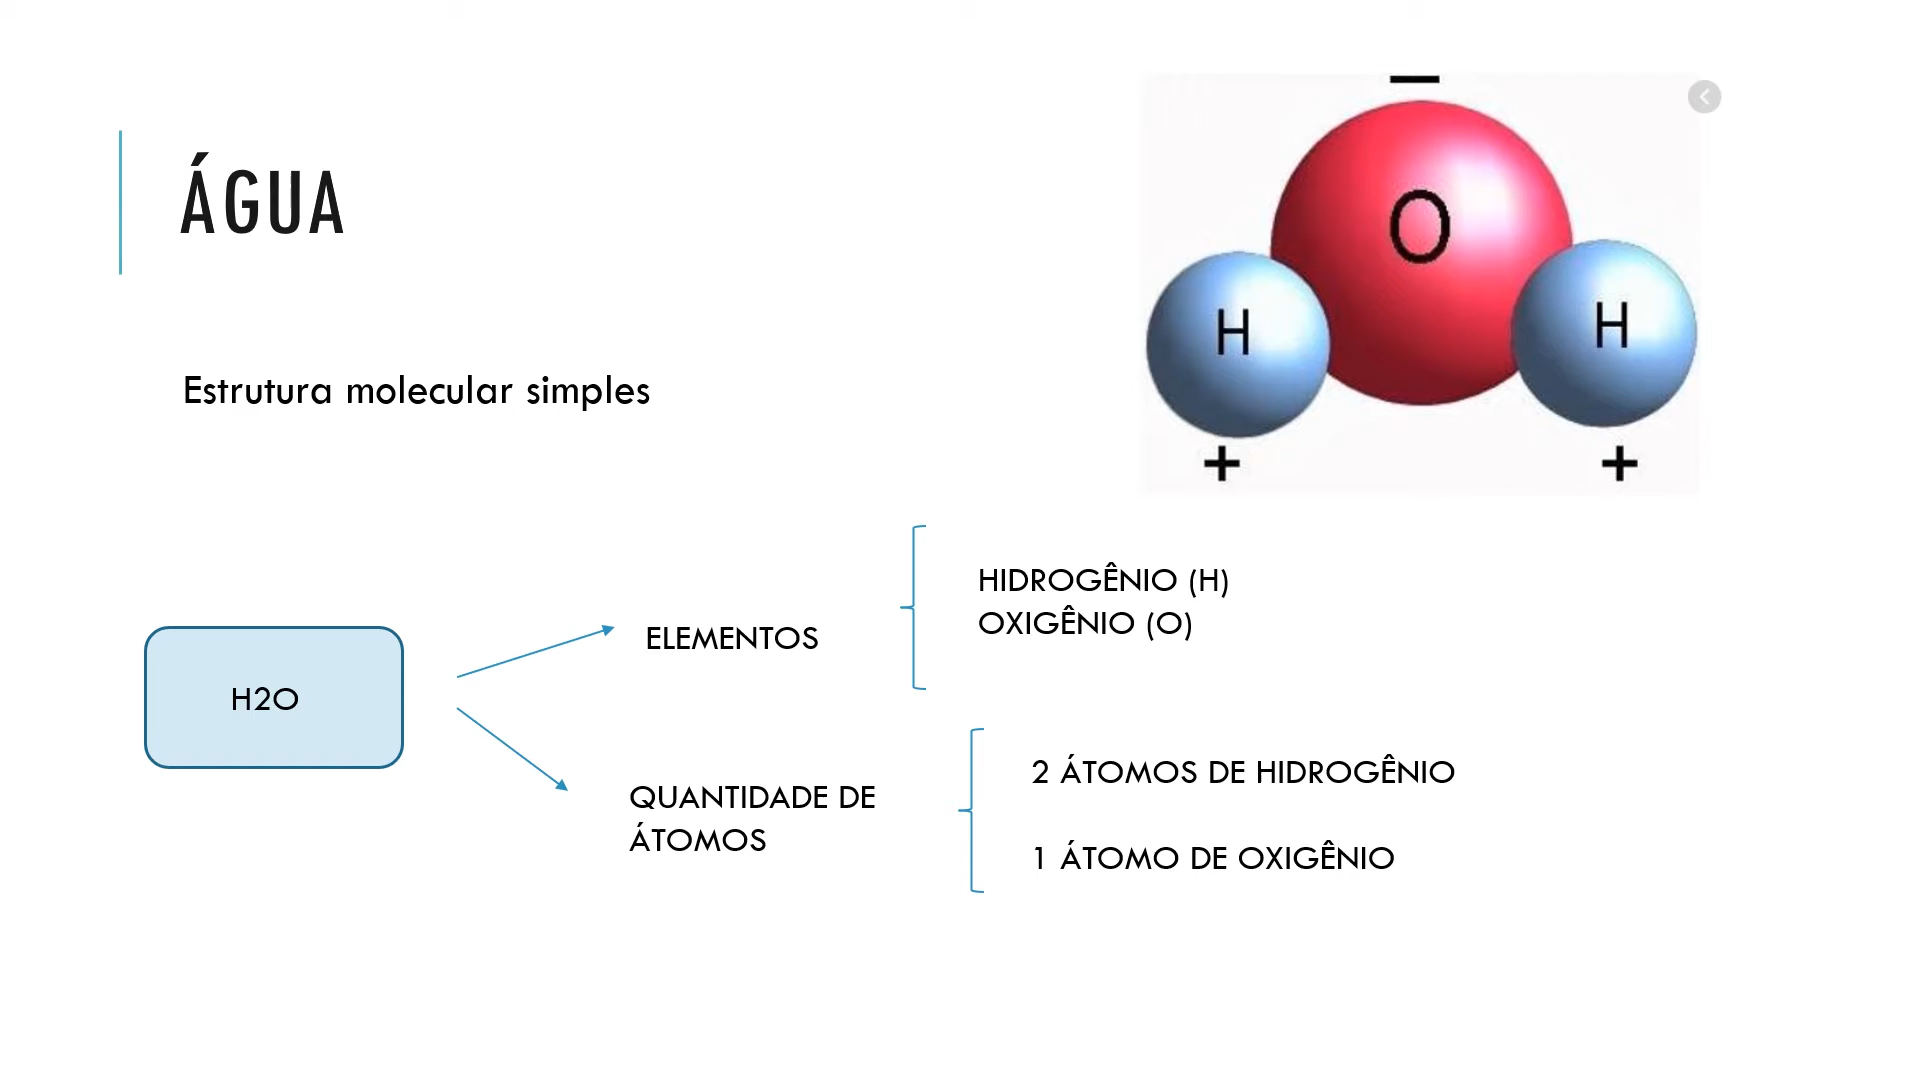 ÁGUA
Estrutura molecular simples
−
O
H
H
+
+
H2O
ELEMENTOS
HIDROGÊNIO (H)
OXIGÊNIO (O)
QUANTIDADE DE
ÁTOMOS
2 ÁTOMOS DE HIDROGÊNIO
1 ÁTOMO DE OXIGÊNIO